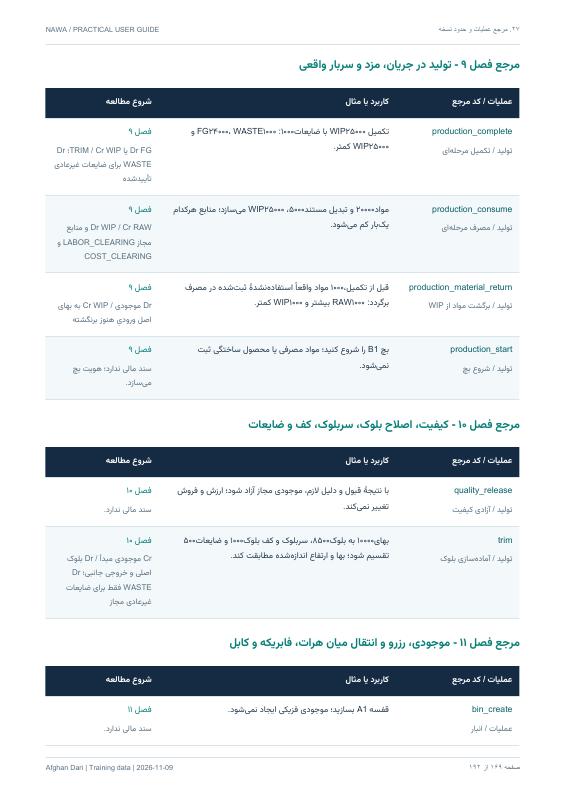 NAWA / PRACTICAL USER GUIDE
۲۷. مرجع عملیات و حدود نسخه
مرجع فصل ۹ - تولید در جریان، مزد و سربار واقعی
عملیات / کد مرجع
کاربرد یا مثال
شروع مطالعه
production_complete
تولید / تکمیل مرحله‌ای
تکمیل WIP۲۵۰۰۰ با ضایعات۱۰۰۰: FG۲۴۰۰۰، WASTE۱۰۰۰ و
WIP۲۵۰۰۰ کمتر.
فصل ۹
Dr FG یا TRIM / Cr WIP؛ Dr
WASTE برای ضایعات غیرعادی
تأییدشده
production_consume
تولید / مصرف مرحله‌ای
مواد۲۰۰۰۰ و تبدیل مستند۵۰۰۰، WIP۲۵۰۰۰ می‌سازد؛ منابع هرکدام
یک‌بار کم می‌شود.
فصل ۹
Dr WIP / Cr RAW و منابع
مجاز LABOR_CLEARING و
COST_CLEARING
production_material_return
تولید / برگشت مواد از WIP
قبل از تکمیل،۱۰۰۰ مواد واقعاً استفاده‌نشدهٔ ثبت‌شده در مصرف
برگردد: RAW۱۰۰۰ بیشتر و WIP۱۰۰۰ کمتر.
فصل ۹
Dr موجودی / Cr WIP به بهای
اصل ورودی هنوز برنگشته
production_start
تولید / شروع بچ
بچ B1 را شروع کنید؛ مواد مصرفی یا محصول ساختگی ثبت
نمی‌شود.
فصل ۹
سند مالی ندارد؛ هویت بچ
می‌سازد.
مرجع فصل ۱۰ - کیفیت، اصلاح بلوک، سربلوک، کف و ضایعات
عملیات / کد مرجع
کاربرد یا مثال
شروع مطالعه
quality_release
تولید / آزادی کیفیت
با نتیجهٔ قبول و دلیل لازم، موجودی مجاز آزاد شود؛ ارزش و فروش
تغییر نمی‌کند.
فصل ۱۰
سند مالی ندارد.
trim
تولید / آماده‌سازی بلوک
بهای۱۰۰۰۰ به بلوک۸۵۰۰، سربلوک و کف بلوک۱۰۰۰ و ضایعات۵۰۰
تقسیم شود؛ بها و ارتفاع اندازه‌شده مطابقت کند.
فصل ۱۰
Cr موجودی مبدأ / Dr بلوک
اصلی و خروجی جانبی؛ Dr
WASTE فقط برای ضایعات
غیرعادی مجاز
مرجع فصل ۱۱ - موجودی، رزرو و انتقال میان هرات، فابریکه و کابل
عملیات / کد مرجع
کاربرد یا مثال
شروع مطالعه
bin_create
عملیات / انبار
قفسه A1 بسازید؛ موجودی فزیکی ایجاد نمی‌شود.
فصل ۱۱
سند مالی ندارد.
Afghan Dari | Training data | 2026-11-09
صفحه ۱۶۹ از ۱۹۲